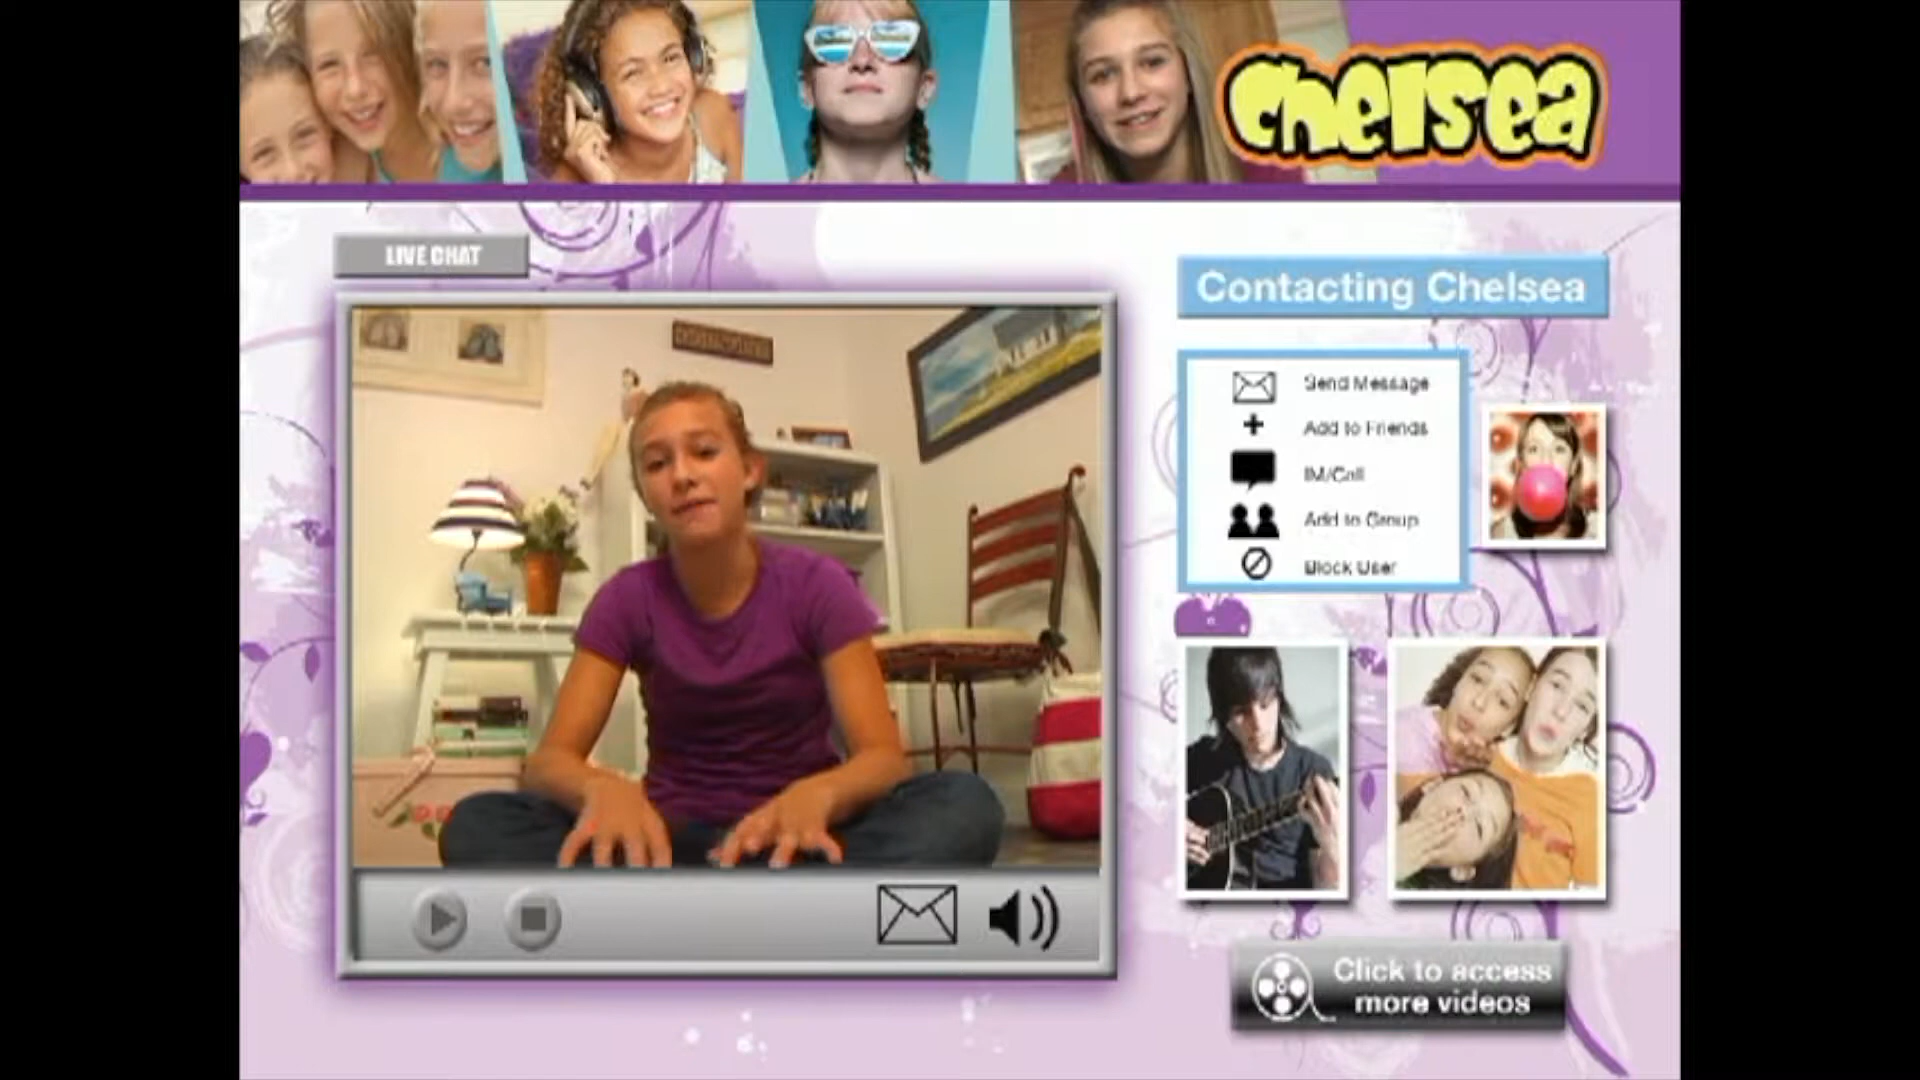 Chelsea
LIVE CHAT
Contacting Chelsea
Send Message
Add to Friends
IM/Call
Add to Group
Block User
Click to access
more videos